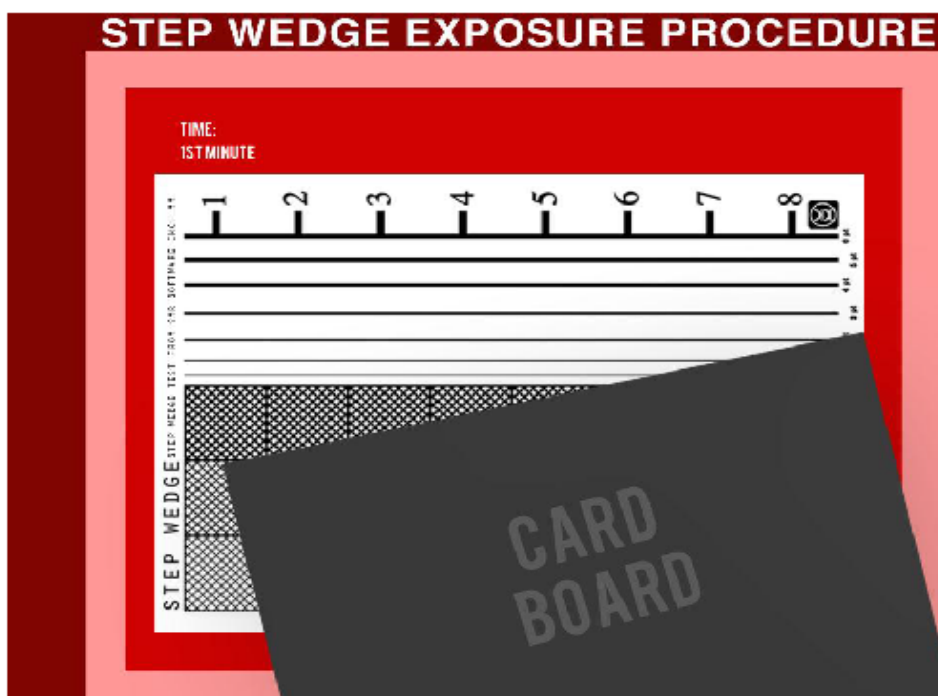 STEP WEDGE EXPOSURE PROCEDURE
TIME:
1ST MINUTE
1 2 3 4 5 6 7 8
STEP WEDGE
STEP WEDGE TEST FROM SOFTWARE
CARD
BOARD